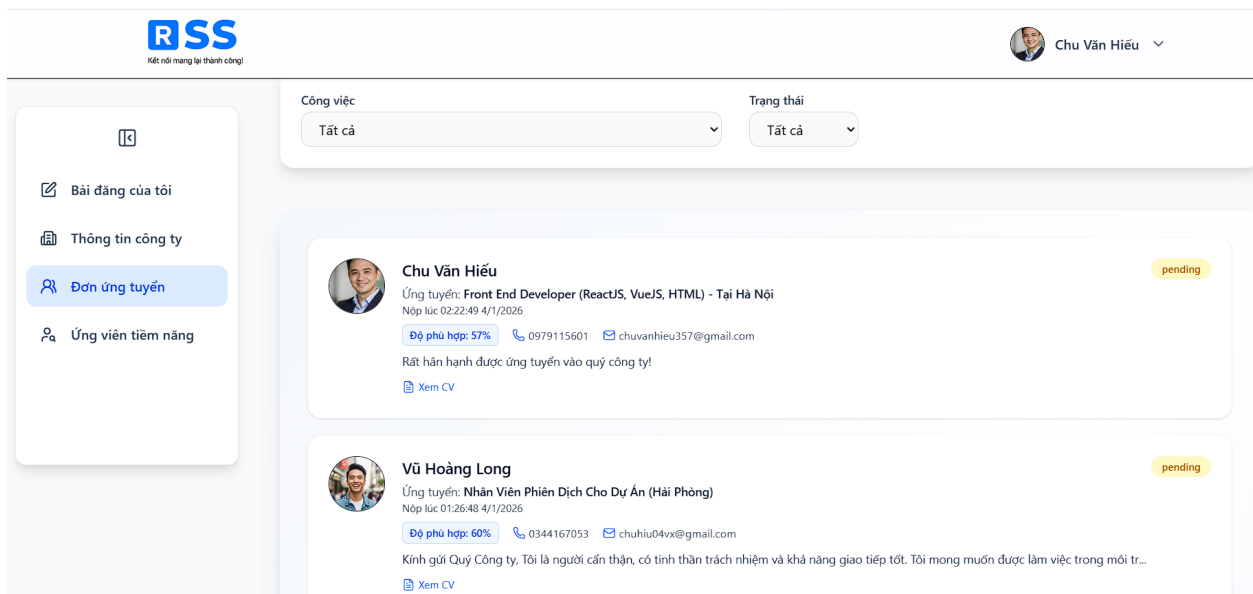 RSS
Kết nối mang lại thành công!
Chu Văn Hiếu
Công việc
Trạng thái
Tất cả
Tất cả
Bài đăng của tôi
Thông tin công ty
Đơn ứng tuyển
Ứng viên tiềm năng
Chu Văn Hiếu
pending
Ứng tuyển: Front End Developer (ReactJS, VueJS, HTML) - Tại Hà Nội
Nộp lúc 02:22:49 4/1/2026
Độ phù hợp: 57% 0979115601 chuvanhieu357@gmail.com
Rất hân hạnh được ứng tuyển vào quý công ty!
Xem CV
Vũ Hoàng Long
pending
Ứng tuyển: Nhân Viên Phiên Dịch Cho Dự Án (Hải Phòng)
Nộp lúc 01:26:48 4/1/2026
Độ phù hợp: 60% 0344167053 chuhiu04vx@gmail.com
Kính gửi Quý Công ty, Tôi là người cẩn thận, có tinh thần trách nhiệm và khả năng giao tiếp tốt. Tôi mong muốn được làm việc trong môi tr...
Xem CV